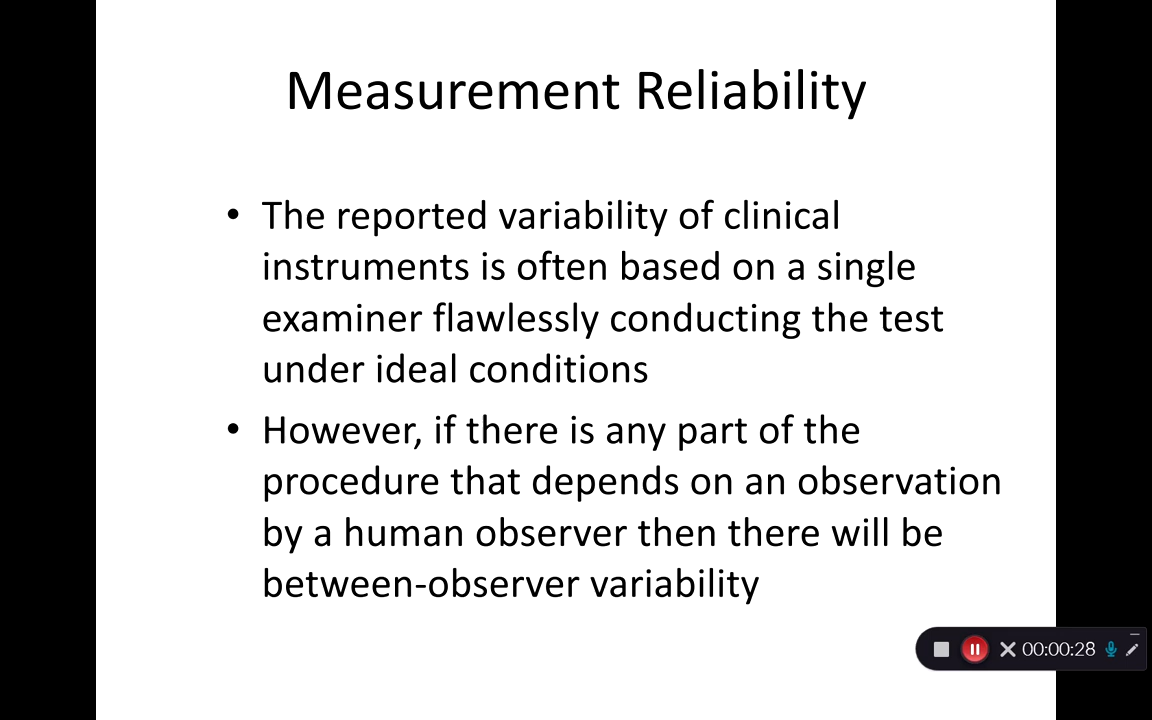 Measurement Reliability
• The reported variability of clinical
instruments is often based on a single
examiner flawlessly conducting the test
under ideal conditions
• However, if there is any part of the
procedure that depends on an observation
by a human observer then there will be
between-observer variability
00:00:28